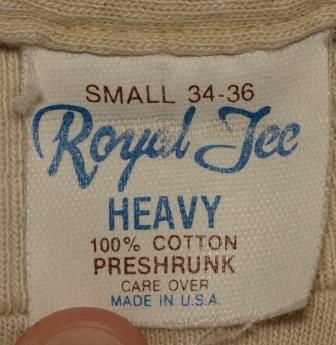 SMALL 34-36
Royal Tee
HEAVY
100% COTTON
PRESHRUNK
CARE OVER
MADE IN U.S.A.